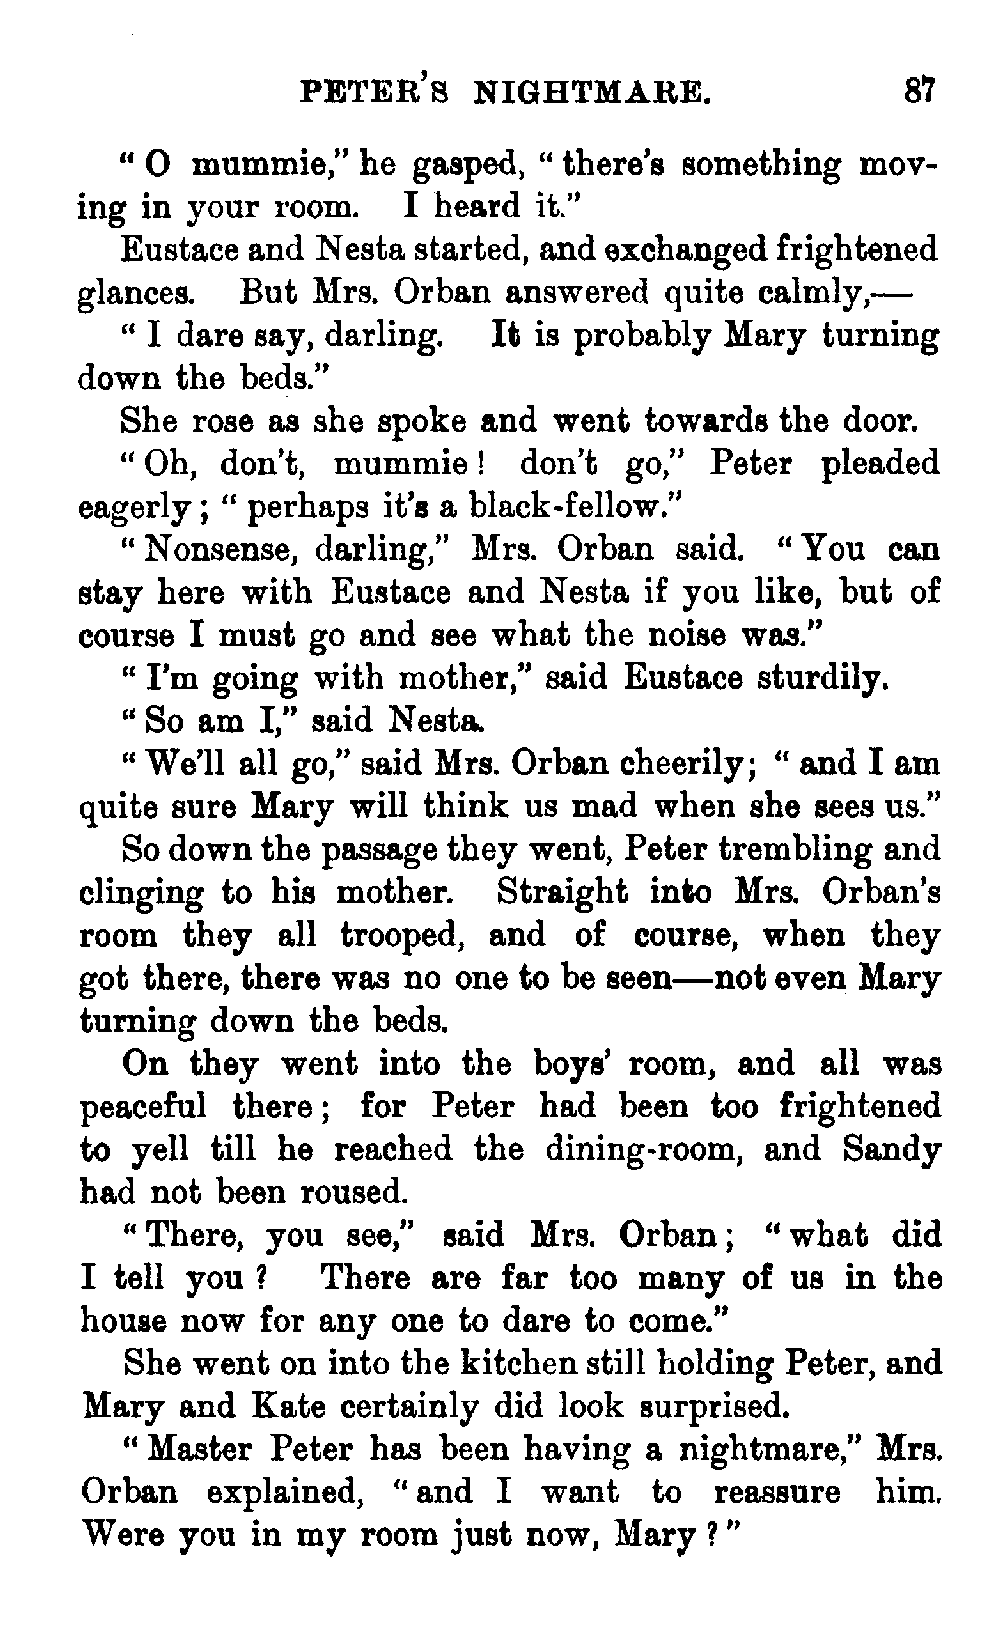 PETER'S NIGHTMARE. 87
" O mummie," he gasped, " there's something mov-
ing in your room. I heard it."
Eustace and Nesta started, and exchanged frightened
glances. But Mrs. Orban answered quite calmly,—
" I dare say, darling. It is probably Mary turning
down the beds."
She rose as she spoke and went towards the door.
" Oh, don't, mummie ! don't go," Peter pleaded
eagerly ; " perhaps it's a black-fellow."
" Nonsense, darling," Mrs. Orban said. " You can
stay here with Eustace and Nesta if you like, but of
course I must go and see what the noise was."
" I'm going with mother," said Eustace sturdily.
" So am I," said Nesta.
" We'll all go," said Mrs. Orban cheerily; " and I am
quite sure Mary will think us mad when she sees us."
So down the passage they went, Peter trembling and
clinging to his mother. Straight into Mrs. Orban's
room they all trooped, and of course, when they
got there, there was no one to be seen—not even Mary
turning down the beds.
On they went into the boys' room, and all was
peaceful there ; for Peter had been too frightened
to yell till he reached the dining-room, and Sandy
had not been roused.
" There, you see," said Mrs. Orban ; " what did
I tell you ? There are far too many of us in the
house now for any one to dare to come."
She went on into the kitchen still holding Peter, and
Mary and Kate certainly did look surprised.
" Master Peter has been having a nightmare," Mrs.
Orban explained, " and I want to reassure him.
Were you in my room just now, Mary ? "